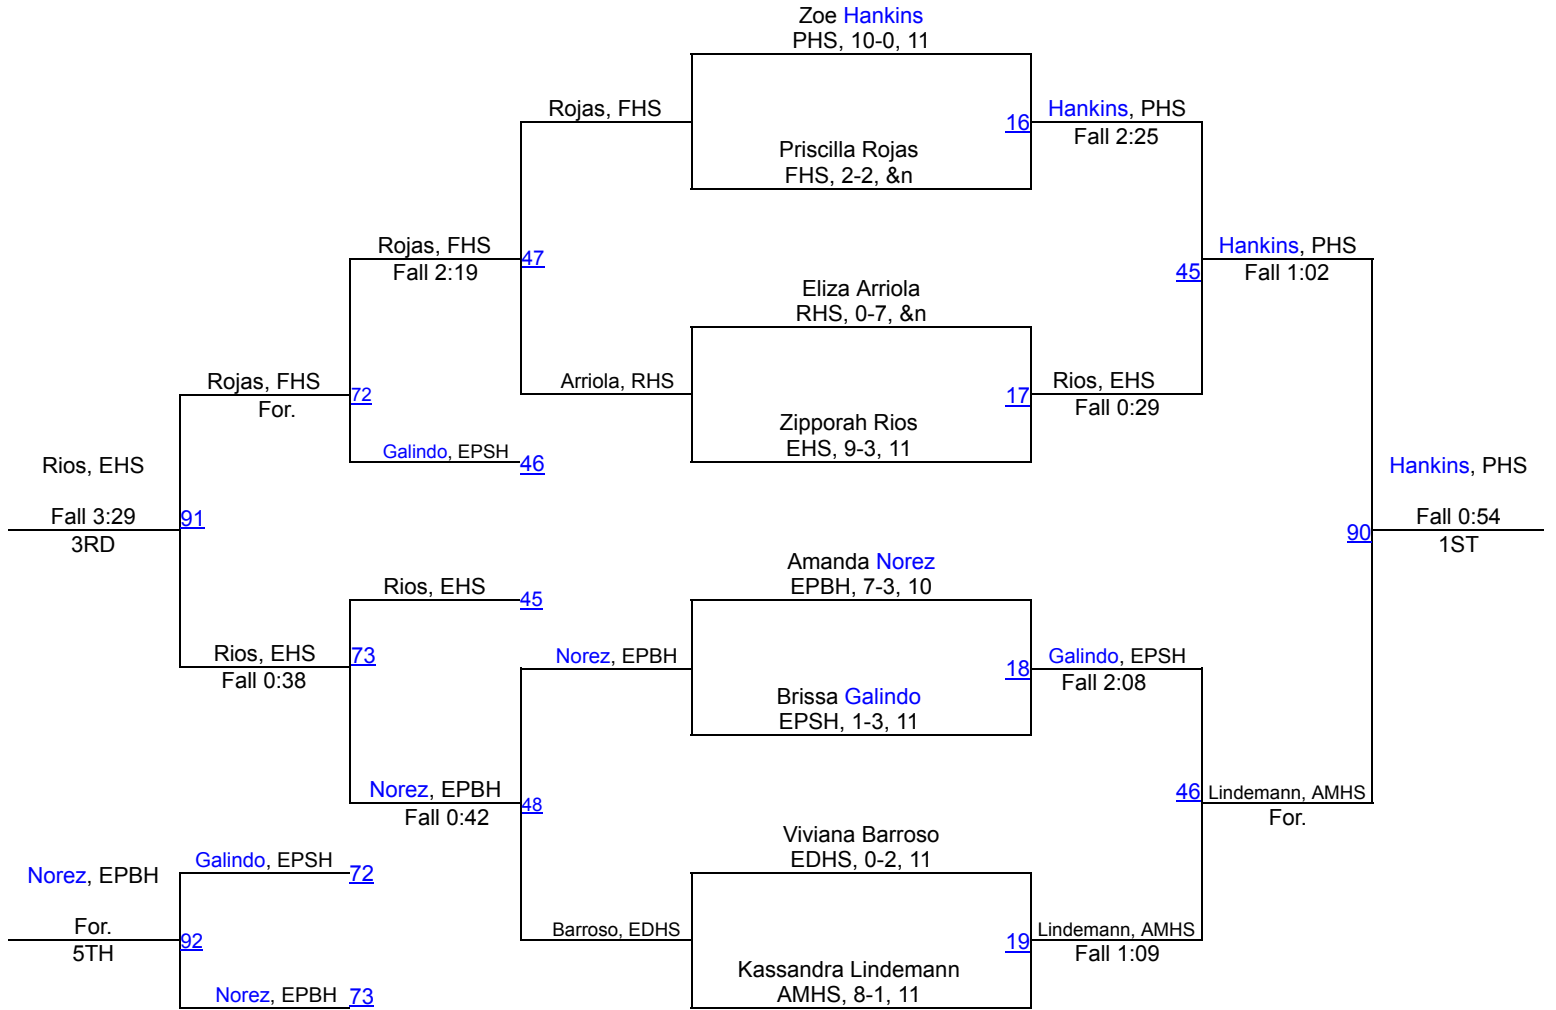 Zoe Hankins
PHS, 10-0, 11
Rojas, FHS
16
Hankins, PHS
Fall 2:25
Priscilla Rojas
FHS, 2-2, &n
Rojas, FHS
Fall 2:19
47
Hankins, PHS
Fall 1:02
45
Eliza Arriola
RHS, 0-7, &n
Rojas, FHS
For.
72
Arriola, RHS
17
Rios, EHS
Fall 0:29
Zipporah Rios
EHS, 9-3, 11
Galindo, EPSH
46
Rios, EHS
Fall 3:29
3RD
91
Hankins, PHS
Fall 0:54
1ST
90
Amanda Norez
EPBH, 7-3, 10
Rios, EHS
45
Rios, EHS
Fall 0:38
73
Norez, EPBH
18
Galindo, EPSH
Fall 2:08
Brissa Galindo
EPSH, 1-3, 11
Norez, EPBH
Fall 0:42
48
46
Lindemann, AMHS
For.
Viviana Barroso
EDHS, 0-2, 11
Norez, EPBH
For.
5TH
Galindo, EPSH
72
92
Barroso, EDHS
19
Lindemann, AMHS
Fall 1:09
Kassandra Lindemann
AMHS, 8-1, 11
Norez, EPBH
73